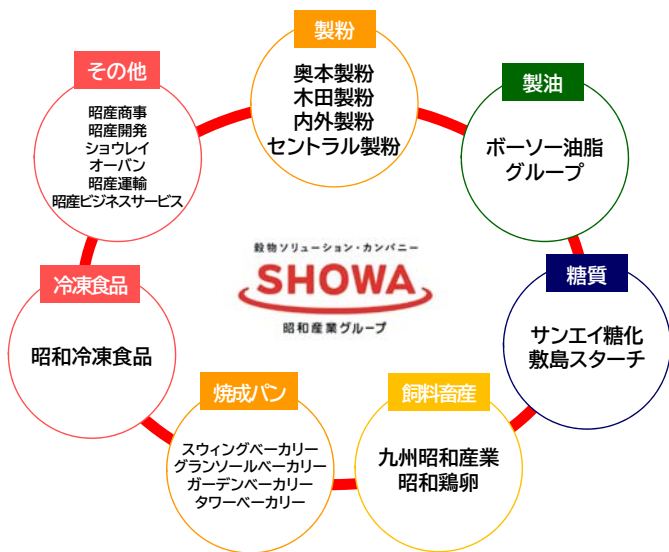 製粉
奥本製粉
木田製粉
内外製粉
セントラル製粉
製油
ボーソー油脂
グループ
糖質
サンエイ糖化
敷島スターチ
飼料畜産
九州昭和産業
昭和鶏卵
焼成パン
スウィングベーカリー
グランソールベーカリー
ガーデンベーカリー
タワーベーカリー
冷凍食品
昭和冷凍食品
その他
昭産商事
昭産開発
ショウレイ
オーバン
昭産運輸
昭産ビジネスサービス
穀物ソリューション・カンパニー
SHOWA
昭和産業グループ